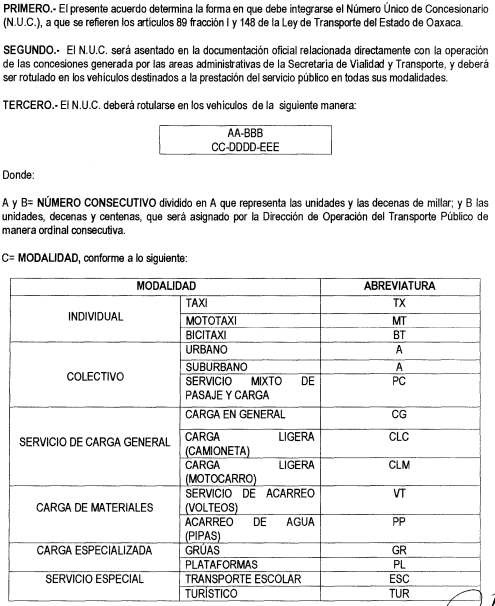 PRIMERO.- El presente acuerdo determina la forma en que debe integrarse el Número Único de Concesionario
(N.U.C.), a que se refieren los artículos 89 fracción I y 148 de la Ley de Transporte del Estado de Oaxaca.
SEGUNDO.- El N.U.C. será asentado en la documentación oficial relacionada directamente con la operación
de las concesiones generada por las areas administrativas de la Secretaria de Vialidad y Transporte, y deberá
ser rotulado en los vehículos destinados a la prestación del servicio público en todas sus modalidades.
TERCERO.- El N.U.C. deberá rotularse en los vehículos de la siguiente manera:
AA-BBB
CC-DDDD-EEE
Donde:
A y B= NÚMERO CONSECUTIVO dividido en A que representa las unidades y las decenas de millar; y B las
unidades, decenas y centenas, que será asignado por la Dirección de Operación del Transporte Público de
manera ordinal consecutiva.
C= MODALIDAD, conforme a lo siguiente:
MODALIDAD ABREVIATURA
INDIVIDUAL TAXI TX
MOTOTAXI MT
BICITAXI BT
COLECTIVO URBANO A
SUBURBANO A
SERVICIO MIXTO DE PC
PASAJE Y CARGA
SERVICIO DE CARGA GENERAL CARGA EN GENERAL CG
CARGA LIGERA CLC
(CAMIONETA)
CARGA LIGERA CLM
(MOTOCARRO)
CARGA DE MATERIALES SERVICIO DE ACARREO VT
(VOLTEOS)
ACARREO DE AGUA PP
(PIPAS)
CARGA ESPECIALIZADA GRÚAS GR
PLATAFORMAS PL
SERVICIO ESPECIAL TRANSPORTE ESCOLAR ESC
TURÍSTICO TUR